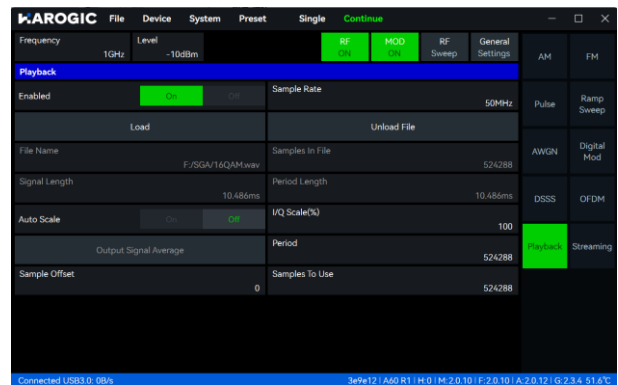 HAROGIC File Device System Preset Single Continue
Frequency
1GHz
Level
-10dBm
RF ON
MOD ON
RF Sweep
General Settings
AM
FM
Playback
Enabled On Off
Sample Rate
50MHz
Pulse
Ramp Sweep
Load
Unload File
File Name
F:/SGA/16QAM.wav
Samples In File
524288
AWGN
Digital Mod
Signal Length
10.486ms
Period Length
10.486ms
DSSS
OFDM
Auto Scale On Off
I/Q Scale(%)
100
Output Signal Average
Period
524288
Playback
Streaming
Sample Offset
0
Samples To Use
524288
Connected USB3.0: 0B/s
3e9e12 | A60 R1 | H:0 | M:2.0.10 | F:2.0.10 | A:2.0.12 | G:2.3.4 51.6℃